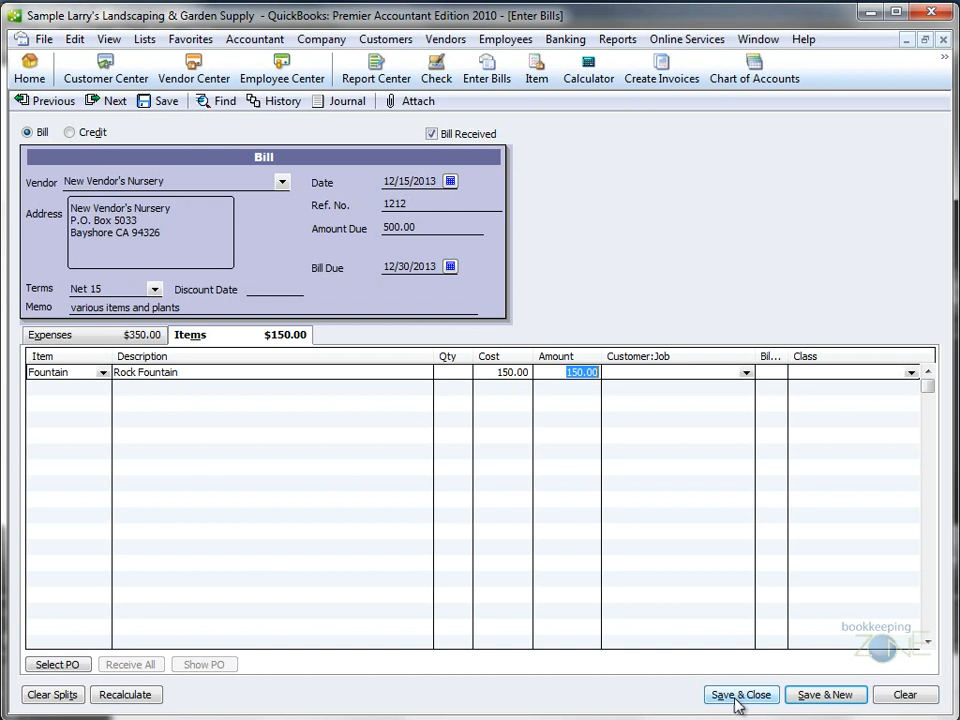 Sample Larry's Landscaping & Garden Supply - QuickBooks: Premier Accountant Edition 2010 - [Enter Bills]
File Edit View Lists Favorites Accountant Company Customers Vendors Employees Banking Reports Online Services Window Help
Home Customer Center Vendor Center Employee Center Report Center Check Enter Bills Item Calculator Create Invoices Chart of Accounts
Previous Next Save Find History Journal Attach
Bill Credit Bill Received
Bill
Vendor New Vendor's Nursery Date 12/15/2013
Address New Vendor's Nursery Ref. No. 1212
P.O. Box 5033 Amount Due 500.00
Bayshore CA 94326
Bill Due 12/30/2013
Terms Net 15 Discount Date
Memo various items and plants
Expenses $350.00 Items $150.00
Item Description Qty Cost Amount Customer:Job Bil... Class
Fountain Rock Fountain 150.00 150.00
bookkeeping
ZONE
Select PO Receive All Show PO
Clear Splits Recalculate Save & Close Save & New Clear